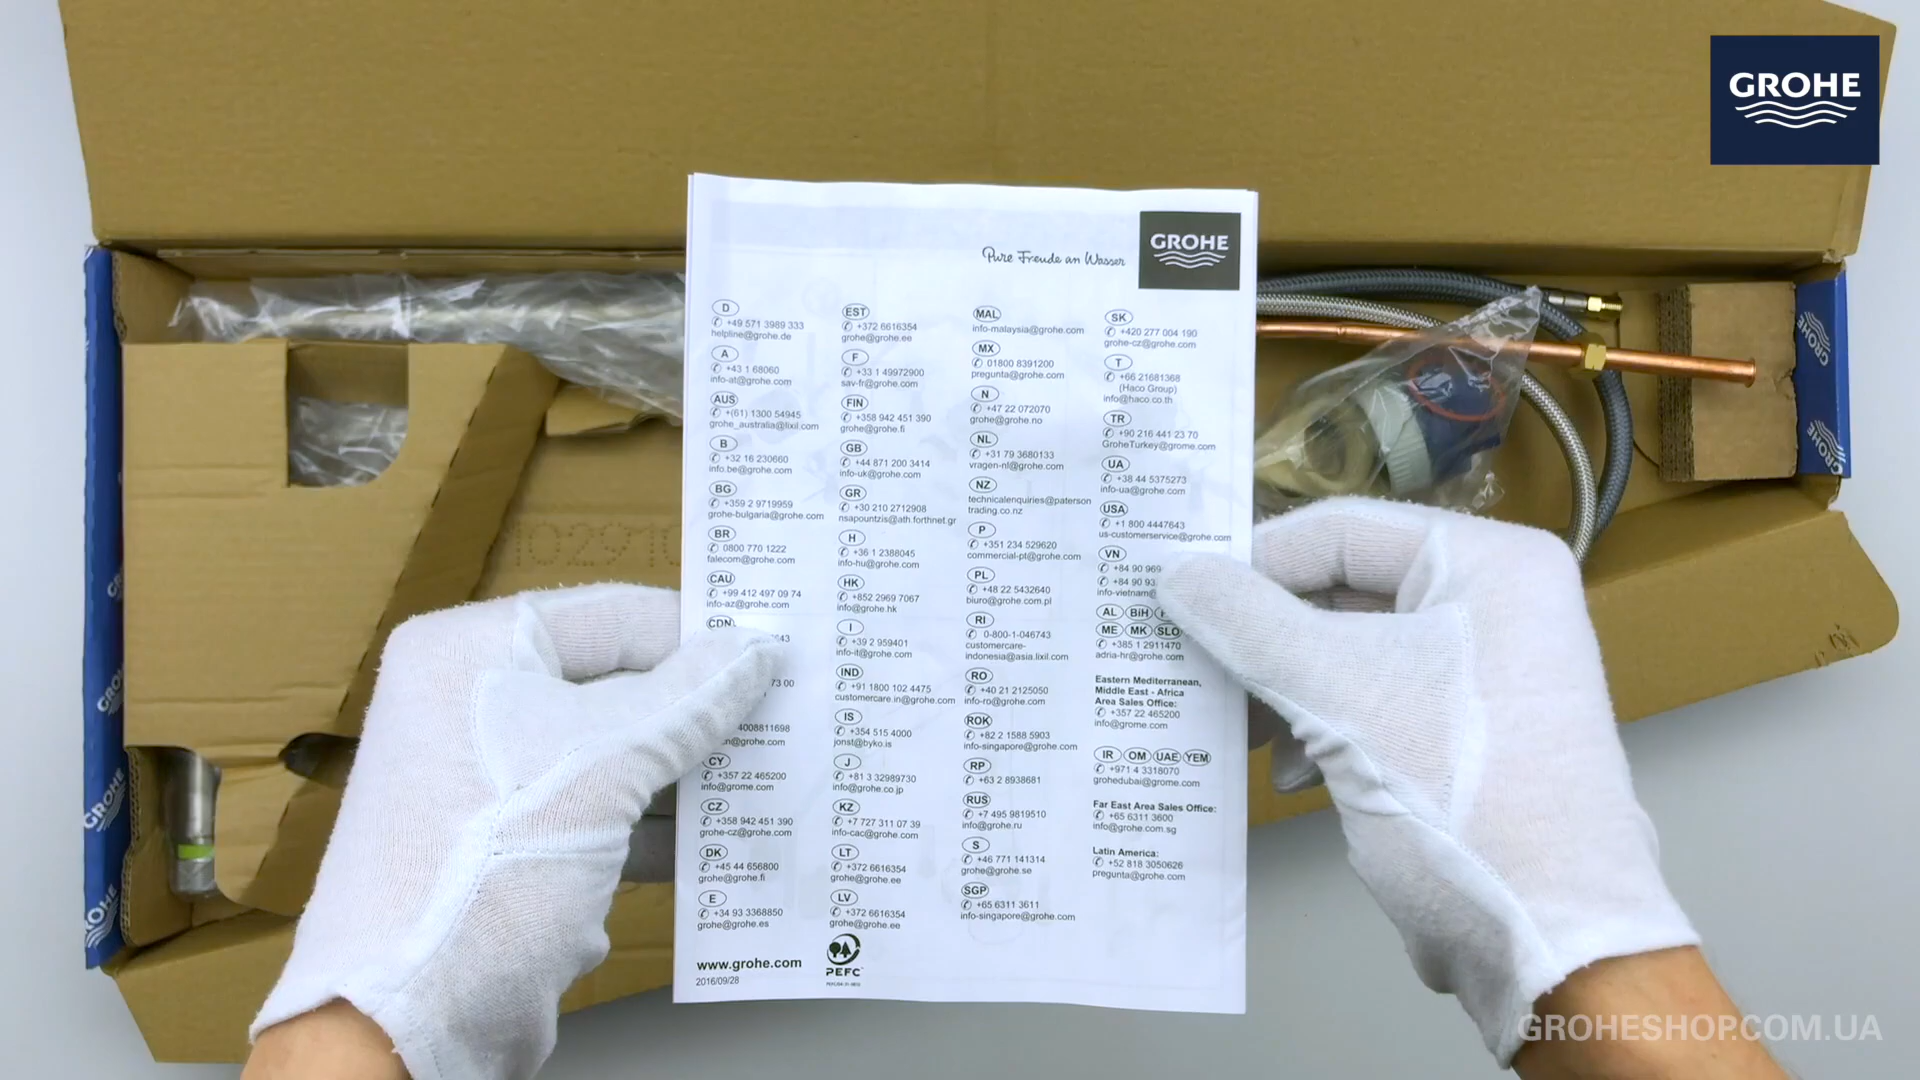 GROHE
GROHE
Pure Freude an Wasser
D
+49 571 3989 333
helpline@grohe.de
A
+43 1 68060
info-at@grohe.com
AUS
+(61) 1300 54945
grohe_australia@lixil.com
B
+32 16 230660
info.be@grohe.com
BG
+359 2 9719959
grohe-bulgaria@grohe.com
BR
0800 770 1222
falecom@grohe.com
CAU
+99 412 497 09 74
info-az@grohe.com
CDN
643
73 00
4008811698
@grohe.com
CY
+357 22 465200
info@grome.com
CZ
+358 942 451 390
grohe-cz@grohe.com
DK
+45 44 656800
grohe@grohe.fi
E
+34 93 3368850
grohe@grohe.es
www.grohe.com
2016/09/28
EST
+372 6616354
grohe@grohe.ee
F
+33 1 49972900
sav-fr@grohe.com
FIN
+358 942 451 390
grohe@grohe.fi
GB
+44 871 200 3414
info-uk@grohe.com
GR
+30 210 2712908
nsapountzis@ath.forthnet.gr
H
+36 1 2388045
info-hu@grohe.com
HK
+852 2969 7067
info@grohe.hk
I
+39 2 959401
info-it@grohe.com
IND
+91 1800 102 4475
customercare.in@grohe.com
IS
+354 515 4000
jonst@byko.is
J
+81 3 32989730
info@grohe.co.jp
KZ
+7 727 311 07 39
info-cac@grohe.com
LT
+372 6616354
grohe@grohe.ee
LV
+372 6616354
grohe@grohe.ee
PEFC
MAL
info-malaysia@grohe.com
MX
01800 8391200
pregunta@grohe.com
N
+47 22 072070
grohe@grohe.no
NL
+31 79 3680133
vragen-nl@grohe.com
NZ
technicalenquiries@paterson
trading.co.nz
P
+351 234 529620
commercial-pt@grohe.com
PL
+48 22 5432640
biuro@grohe.com.pl
RI
0-800-1-046743
customercare-
indonesia@asia.lixil.com
RO
+40 21 2125050
info-ro@grohe.com
ROK
+82 2 1588 5903
info-singapore@grohe.com
RP
+63 2 8938681
RUS
+7 495 9819510
info@grohe.ru
S
+46 771 141314
grohe@grohe.se
SGP
+65 6311 3611
info-singapore@grohe.com
SK
+420 277 004 190
grohe-cz@grohe.com
T
+66 21681368
(Haco Group)
info@haco.co.th
TR
+90 216 441 23 70
GroheTurkey@grome.com
UA
+38 44 5375273
info-ua@grohe.com
USA
+1 800 4447643
us-customerservice@grohe.com
VN
+84 90 969
+84 90 93
info-vietnam@
AL BiH
ME MK SLO
+385 1 2911470
adria-hr@grohe.com
Eastern Mediterranean,
Middle East - Africa
Area Sales Office:
+357 22 465200
info@grome.com
IR OM UAE YEM
+971 4 3318070
grohedubai@grome.com
Far East Area Sales Office:
+65 6311 3600
info@grohe.com.sg
Latin America:
+52 818 3050626
pregunta@grohe.com
GROHE
GROHE
GROHE
GROHE
GROHESHOP.COM.UA